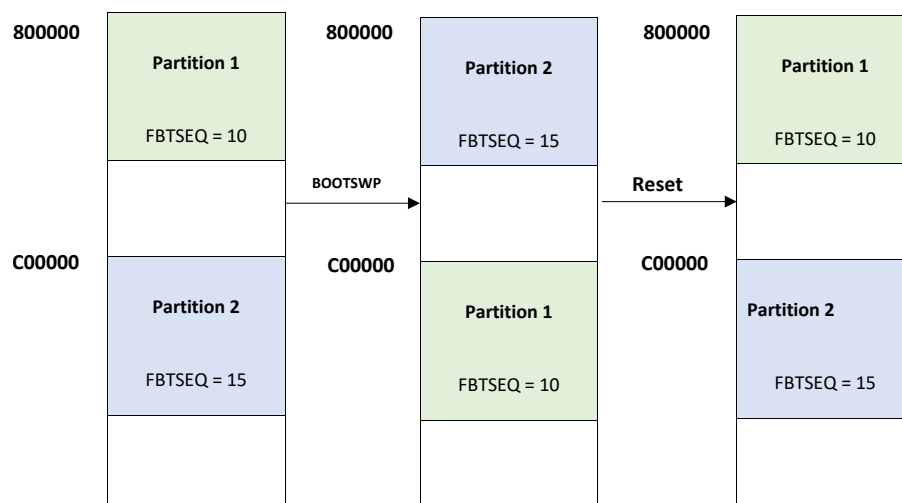 800000
Partition 1
FBTSEQ = 10
C00000
Partition 2
FBTSEQ = 15
BOOTSWP
800000
Partition 2
FBTSEQ = 15
C00000
Partition 1
FBTSEQ = 10
Reset
800000
Partition 1
FBTSEQ = 10
C00000
Partition 2
FBTSEQ = 15